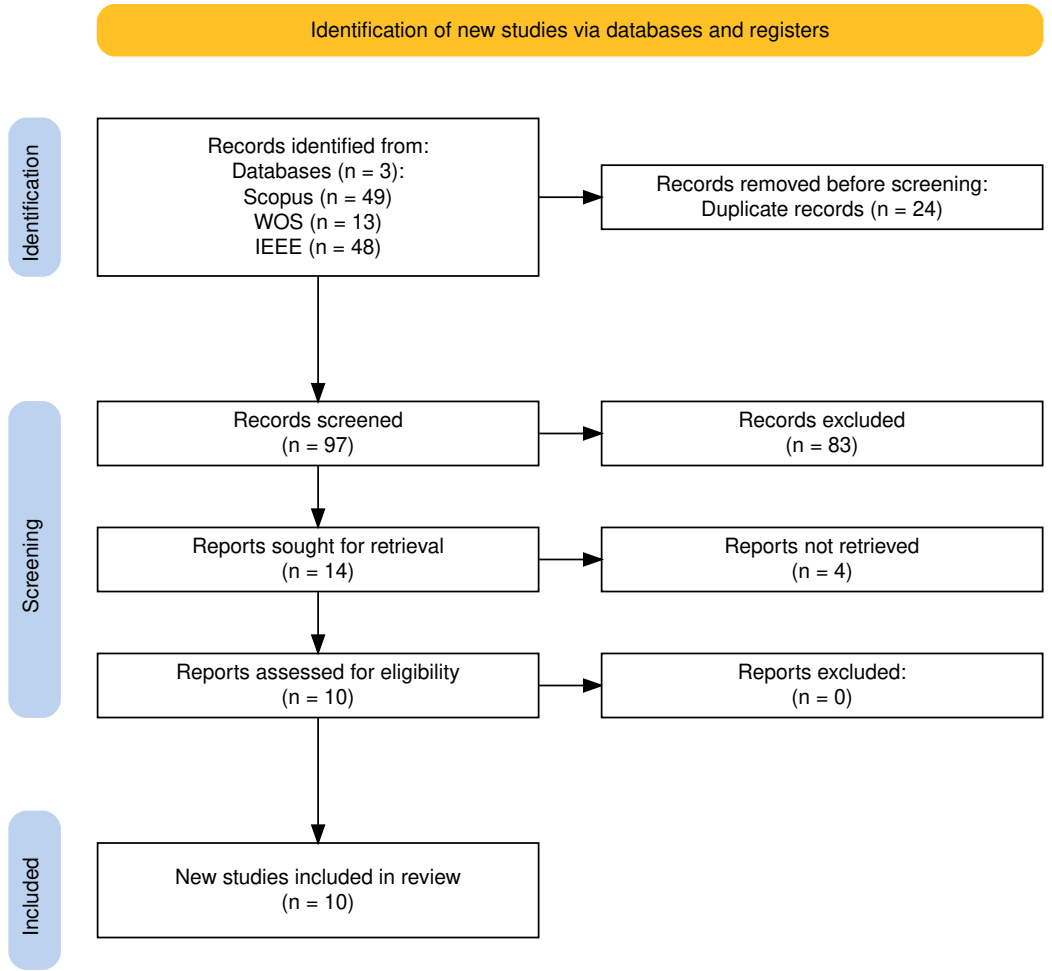 Identification of new studies via databases and registers
Identification
Records identified from:
Databases (n = 3):
Scopus (n = 49)
WOS (n = 13)
IEEE (n = 48)
Records removed before screening:
Duplicate records (n = 24)
Screening
Records screened
(n = 97)
Records excluded
(n = 83)
Reports sought for retrieval
(n = 14)
Reports not retrieved
(n = 4)
Reports assessed for eligibility
(n = 10)
Reports excluded:
(n = 0)
Included
New studies included in review
(n = 10)